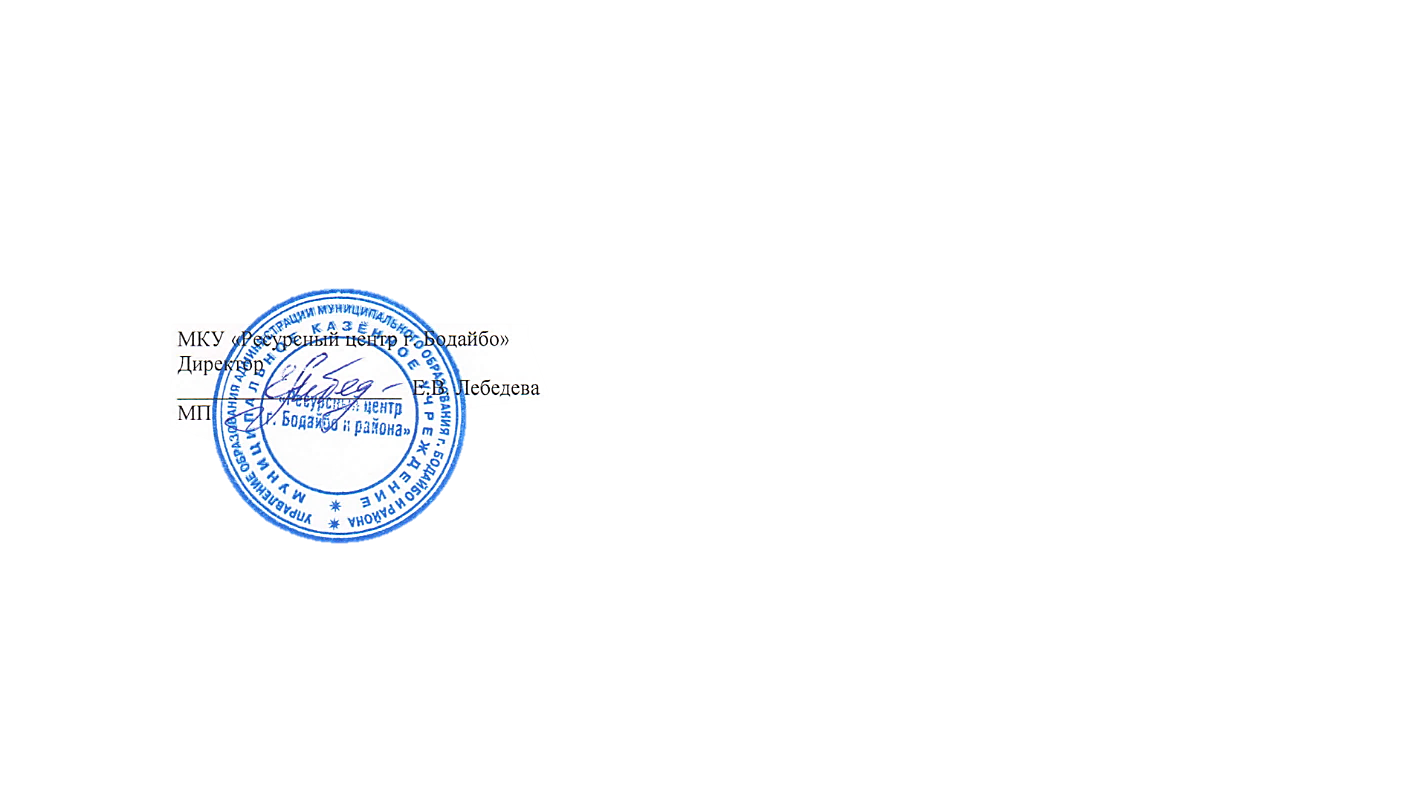 МКУ «Ресурсный центр г. Бодайбо»
Директор
____________________ Е.В. Лебедева
МП
УПРАВЛЕНИЕ ОБРАЗОВАНИЯ АДМИНИСТРАЦИИ МУНИЦИПАЛЬНОГО ОБРАЗОВАНИЯ г. БОДАЙБО И РАЙОНА
МУНИЦИПАЛЬНОЕ КАЗЁННОЕ УЧРЕЖДЕНИЕ
«Ресурсный центр
г. Бодайбо и района»